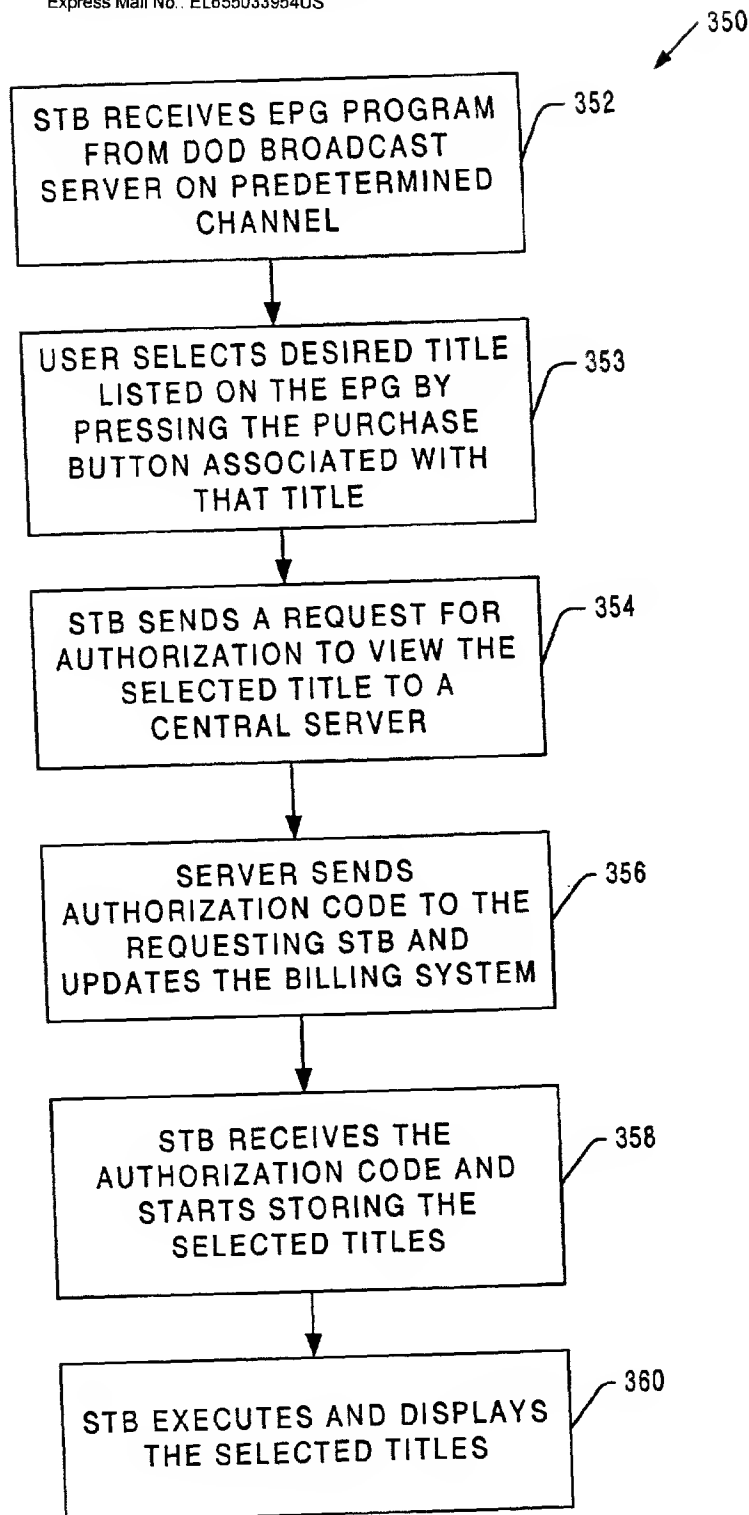 Express Mail No.: EL655033954US
350
STB RECEIVES EPG PROGRAM
FROM DOD BROADCAST
SERVER ON PREDETERMINED
CHANNEL
352
USER SELECTS DESIRED TITLE
LISTED ON THE EPG BY
PRESSING THE PURCHASE
BUTTON ASSOCIATED WITH
THAT TITLE
353
STB SENDS A REQUEST FOR
AUTHORIZATION TO VIEW THE
SELECTED TITLE TO A
CENTRAL SERVER
354
SERVER SENDS
AUTHORIZATION CODE TO THE
REQUESTING STB AND
UPDATES THE BILLING SYSTEM
356
STB RECEIVES THE
AUTHORIZATION CODE AND
STARTS STORING THE
SELECTED TITLES
358
STB EXECUTES AND DISPLAYS
THE SELECTED TITLES
360